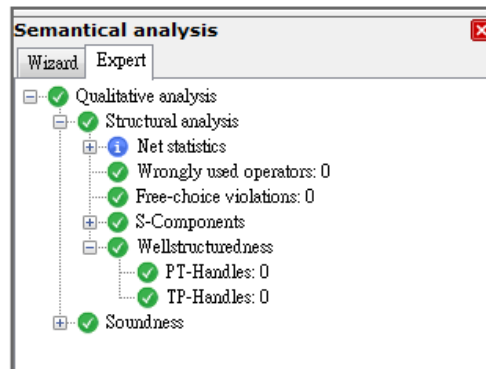 Semantical analysis
Wizard Expert
Qualitative analysis
Structural analysis
Net statistics
Wrongly used operators: 0
Free-choice violations: 0
S-Components
Wellstructuredness
PT-Handles: 0
TP-Handles: 0
Soundness